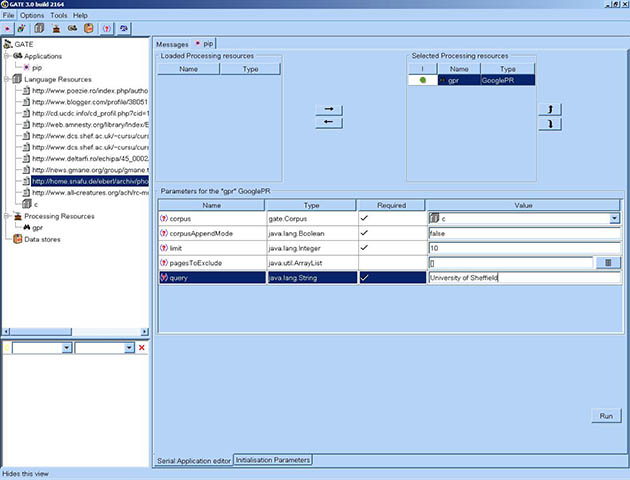 GATE 3.0 build 2164
File Options Tools Help
GATE
Applications
pip
Language Resources
http://www.poezie.ro/index.php/autho
http://www.blogger.com/profile/38051
http://cd.ucdc.info/cd_profil.php?cid=1
http://web.amnesty.org/library/Index/E
http://www.dcs.shef.ac.uk/~cursu/curs
http://www.dcs.shef.ac.uk/~cursu/curs
http://www.deltarfi.ro/echipa/45_0002
http://news.gmane.org/group/gmane.t
http://home.snafu.de/eberl/archiv/pho
http://www.all-creatures.org/ach/rc-m
c
Processing Resources
gpr
Data stores
Messages pip
Loaded Processing resources
Name Type
Selected Processing resources
! Name Type
gpr GooglePR
Parameters for the "gpr" GooglePR
Name Type Required Value
corpus gate.Corpus c
corpusAppendMode java.lang.Boolean false
limit java.lang.Integer 10
pagesToExclude java.util.ArrayList []
query java.lang.String University of Sheffield
Run
Serial Application editor Initialisation Parameters
Hides this view